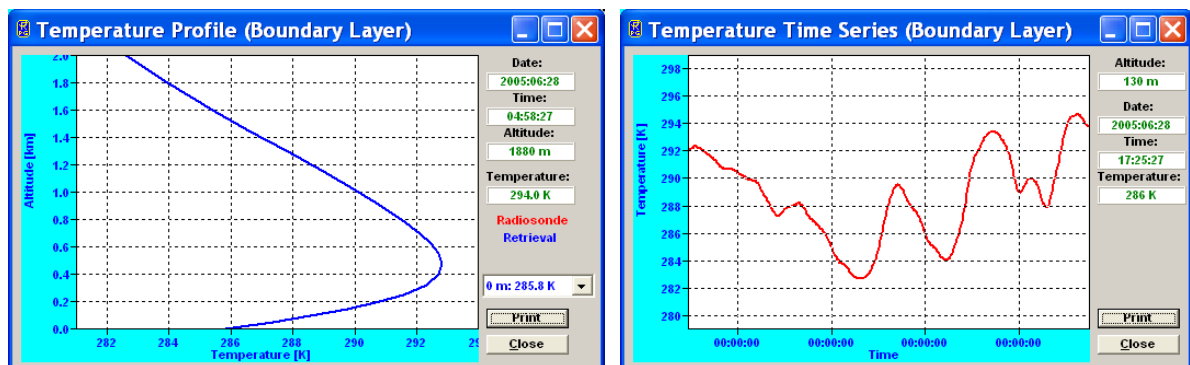 Temperature Profile (Boundary Layer)
Date:
2005:06:28
Time:
04:58:27
Altitude:
1880 m
Temperature:
294.0 K
Radiosonde
Retrieval
0 m: 285.8 K
Print
Close
Altitude [km]
2.0
1.8
1.6
1.4
1.2
1.0
0.8
0.6
0.4
0.2
0.0
282 284 286 288 290 292 29
Temperature [K]
Temperature Time Series (Boundary Layer)
Altitude:
130 m
Date:
2005:06:28
Time:
17:25:27
Temperature:
286 K
Print
Close
Temperature [K]
298
296
294
292
290
288
286
284
282
280
00:00:00 00:00:00 00:00:00 00:00:00
Time